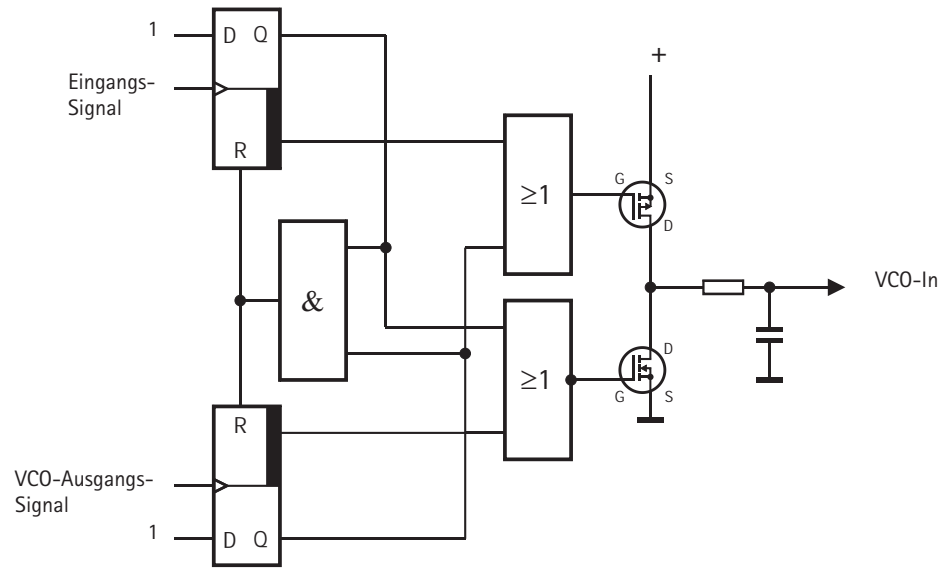 1
D Q
Eingangs-
Signal
R
+
≥1
G S
D
&
VCO-In
≥1
D
G S
R
VCO-Ausgangs-
Signal
1
D Q